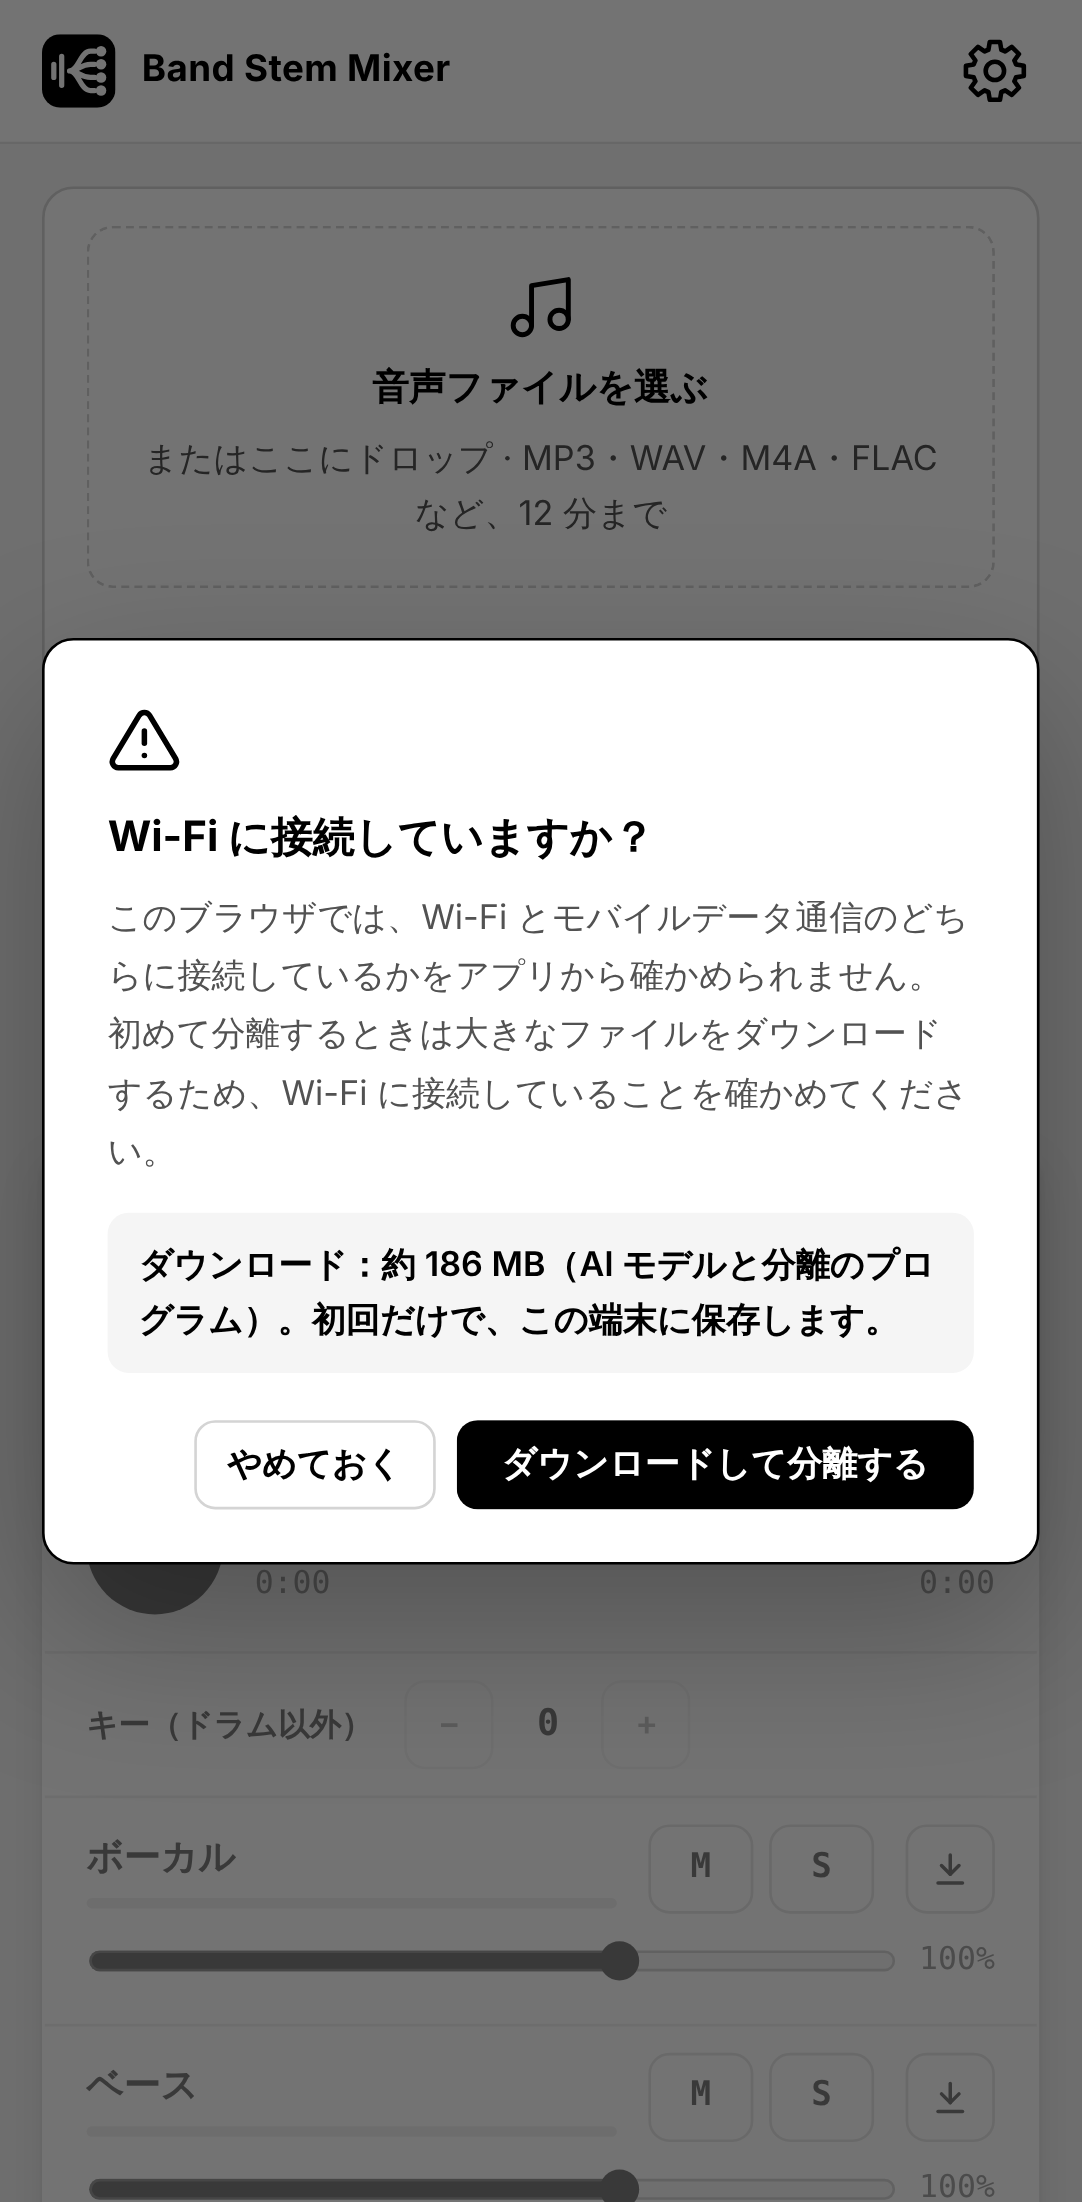 Band Stem Mixer
音声ファイルを選ぶ
またはここにドロップ · MP3・WAV・M4A・FLAC
など、12 分まで
Wi-Fi に接続していますか？
このブラウザでは、Wi-Fi とモバイルデータ通信のどち
らに接続しているかをアプリから確かめられません。
初めて分離するときは大きなファイルをダウンロード
するため、Wi-Fi に接続していることを確かめてくださ
い。
ダウンロード：約 186 MB（AI モデルと分離のプロ
グラム）。初回だけで、この端末に保存します。
やめておく ダウンロードして分離する
0:00 0:00
キー（ドラム以外） − 0 +
ボーカル M S
100%
ベース M S
100%